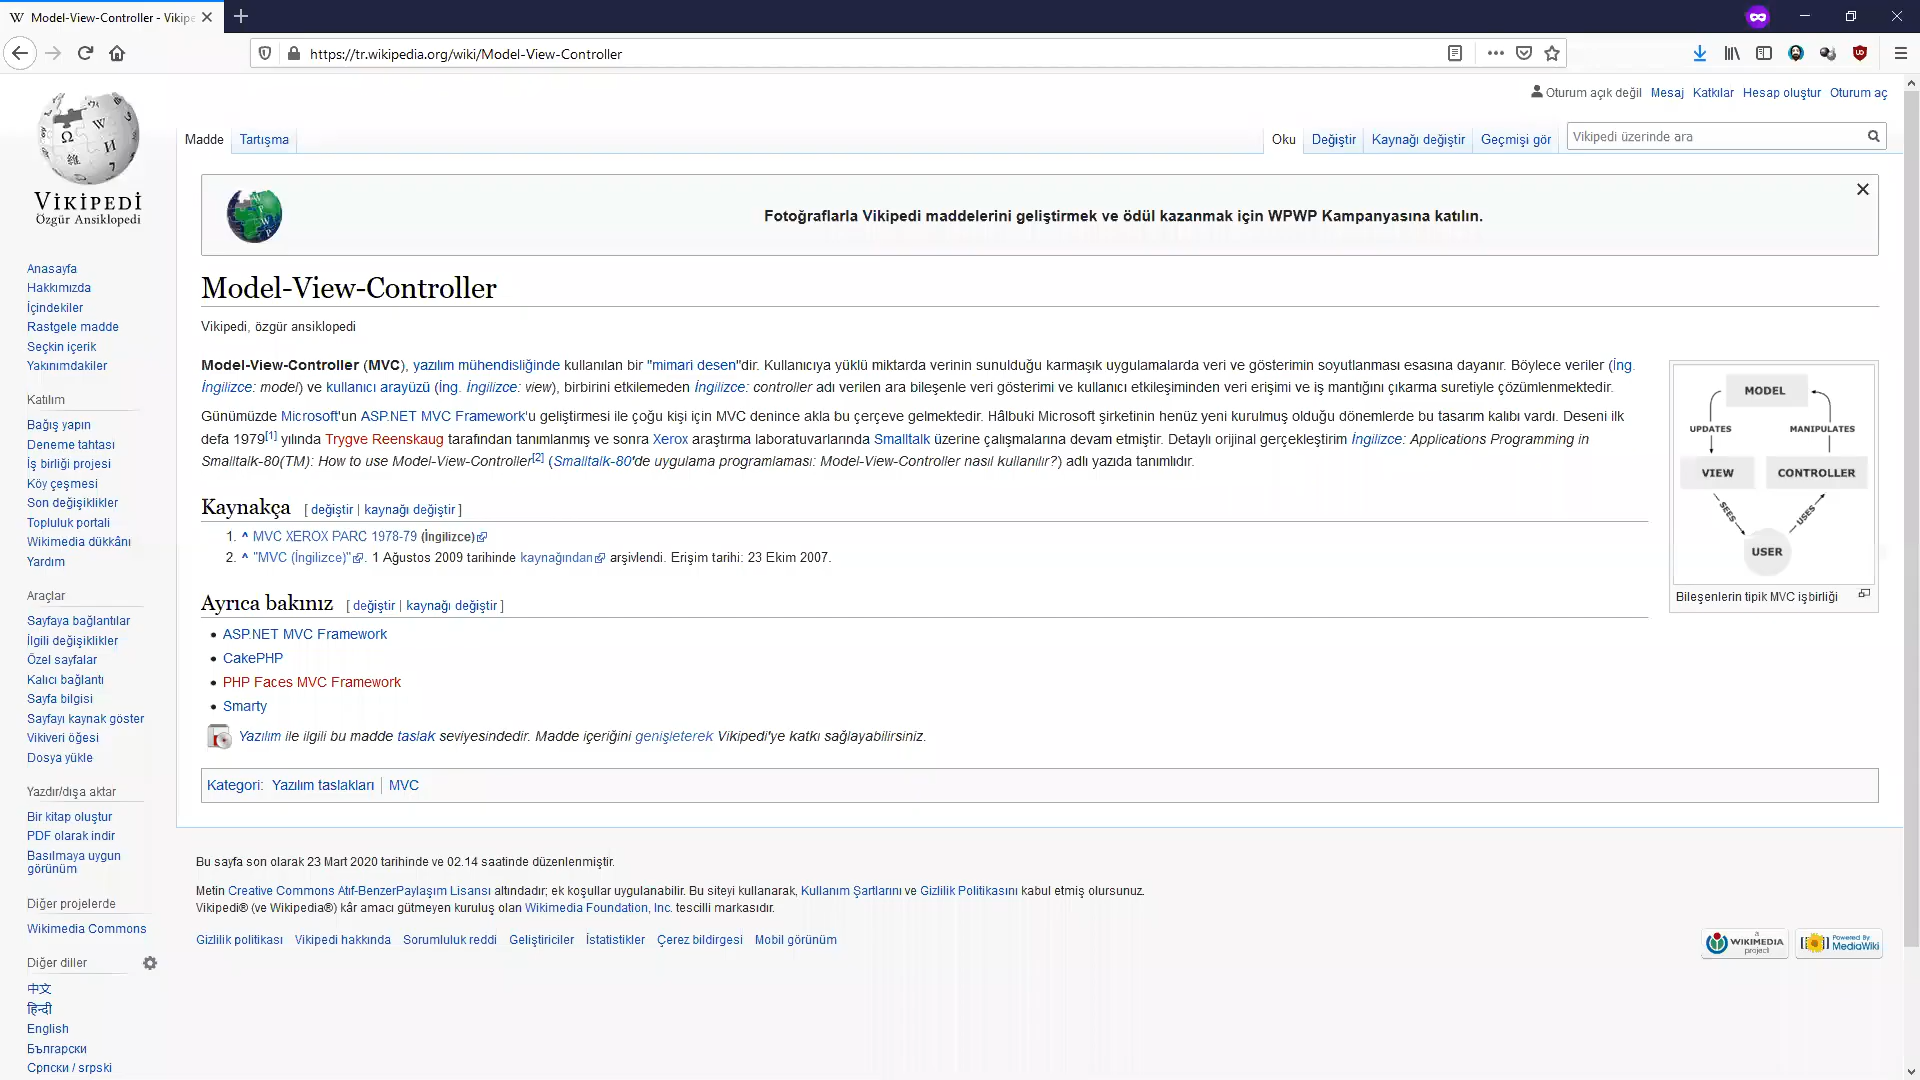 Model-View-Controller - Vikipe
https://tr.wikipedia.org/wiki/Model-View-Controller
Oturum açık değil Mesaj Katkılar Hesap oluştur Oturum aç
Madde Tartışma Oku Değiştir Kaynağı değiştir Geçmişi gör Vikipedi üzerinde ara
VİKİPEDİ
Özgür Ansiklopedi
Fotoğraflarla Vikipedi maddelerini geliştirmek ve ödül kazanmak için WPWP Kampanyasına katılın.
Anasayfa
Hakkımızda
İçindekiler
Rastgele madde
Seçkin içerik
Yakınımdakiler
Katılım
Bağış yapın
Deneme tahtası
İş birliği projesi
Köy çeşmesi
Son değişiklikler
Topluluk portali
Wikimedia dükkânı
Yardım
Araçlar
Sayfaya bağlantılar
İlgili değişiklikler
Özel sayfalar
Kalıcı bağlantı
Sayfa bilgisi
Sayfayı kaynak göster
Vikiveri öğesi
Dosya yükle
Yazdır/dışa aktar
Bir kitap oluştur
PDF olarak indir
Basılmaya uygun
görünüm
Diğer projelerde
Wikimedia Commons
Diğer diller
中文
हिन्दी
English
Български
Српски / srpski
Model-View-Controller
Vikipedi, özgür ansiklopedi
Model-View-Controller (MVC), yazılım mühendisliğinde kullanılan bir "mimari desen"dir. Kullanıcıya yüklü miktarda verinin sunulduğu karmaşık uygulamalarda veri ve gösterimin soyutlanması esasına dayanır. Böylece veriler (İng.
İngilizce: model) ve kullanıcı arayüzü (İng. İngilizce: view), birbirini etkilemeden İngilizce: controller adı verilen ara bileşenle veri gösterimi ve kullanıcı etkileşiminden veri erişimi ve iş mantığını çıkarma suretiyle çözümlenmektedir.
Günümüzde Microsoft'un ASP.NET MVC Framework'u geliştirmesi ile çoğu kişi için MVC denince akla bu çerçeve gelmektedir. Hâlbuki Microsoft şirketinin henüz yeni kurulmuş olduğu dönemlerde bu tasarım kalıbı vardı. Deseni ilk
defa 1979[1] yılında Trygve Reenskaug tarafından tanımlanmış ve sonra Xerox araştırma laboratuvarlarında Smalltalk üzerine çalışmalarına devam etmiştir. Detaylı orijinal gerçekleştirim İngilizce: Applications Programming in
Smalltalk-80(TM): How to use Model-View-Controller[2] (Smalltalk-80'de uygulama programlaması: Model-View-Controller nasıl kullanılır?) adlı yazıda tanımlıdır.
MODEL
UPDATES MANIPULATES
VIEW CONTROLLER
SEES USES
USER
Bileşenlerin tipik MVC işbirliği
Kaynakça [ değiştir | kaynağı değiştir ]
1. ^ MVC XEROX PARC 1978-79 (İngilizce)
2. ^ "MVC (İngilizce)". 1 Ağustos 2009 tarihinde kaynağından arşivlendi. Erişim tarihi: 23 Ekim 2007.
Ayrıca bakınız [ değiştir | kaynağı değiştir ]
• ASP.NET MVC Framework
• CakePHP
• PHP Faces MVC Framework
• Smarty
Yazılım ile ilgili bu madde taslak seviyesindedir. Madde içeriğini genişleterek Vikipedi'ye katkı sağlayabilirsiniz.
Kategori: Yazılım taslakları MVC
Bu sayfa son olarak 23 Mart 2020 tarihinde ve 02.14 saatinde düzenlenmiştir.
Metin Creative Commons Atıf-BenzerPaylaşım Lisansı altındadır; ek koşullar uygulanabilir. Bu siteyi kullanarak, Kullanım Şartlarını ve Gizlilik Politikasını kabul etmiş olursunuz.
Vikipedi® (ve Wikipedia®) kâr amacı gütmeyen kuruluş olan Wikimedia Foundation, Inc. tescilli markasıdır.
Gizlilik politikası Vikipedi hakkında Sorumluluk reddi Geliştiriciler İstatistikler Çerez bildirgesi Mobil görünüm
a
WIKIMEDIA
project
Powered By
MediaWiki